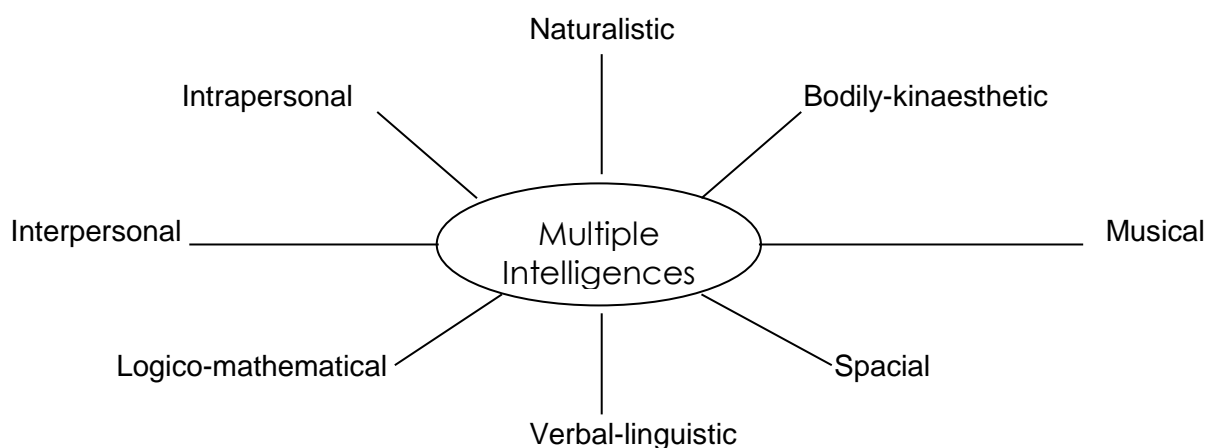 Naturalistic
Intrapersonal
Bodily-kinaesthetic
Interpersonal
Multiple
Intelligences
Musical
Logico-mathematical
Spacial
Verbal-linguistic